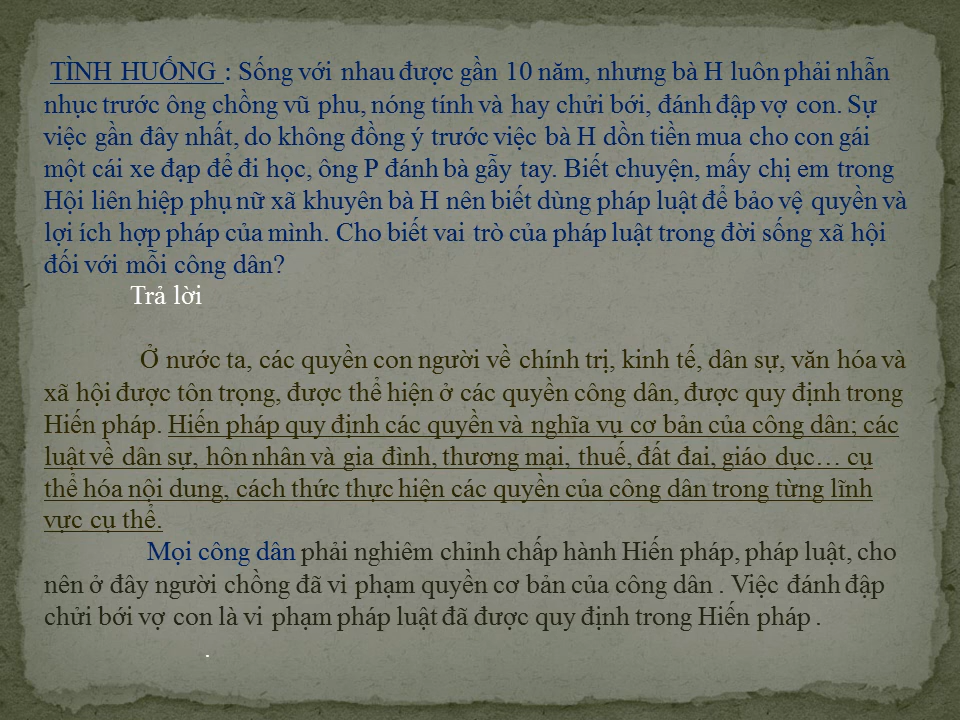 TÌNH HUỐNG : Sống với nhau được gần 10 năm, nhưng bà H luôn phải nhẫn
nhục trước ông chồng vũ phu, nóng tính và hay chửi bới, đánh đập vợ con. Sự
việc gần đây nhất, do không đồng ý trước việc bà H dồn tiền mua cho con gái
một cái xe đạp để đi học, ông P đánh bà gẫy tay. Biết chuyện, mấy chị em trong
Hội liên hiệp phụ nữ xã khuyên bà H nên biết dùng pháp luật để bảo vệ quyền và
lợi ích hợp pháp của mình. Cho biết vai trò của pháp luật trong đời sống xã hội
đối với mỗi công dân?
Trả lời
Ở nước ta, các quyền con người về chính trị, kinh tế, dân sự, văn hóa và
xã hội được tôn trọng, được thể hiện ở các quyền công dân, được quy định trong
Hiến pháp. Hiến pháp quy định các quyền và nghĩa vụ cơ bản của công dân; các
luật về dân sự, hôn nhân và gia đình, thương mại, thuế, đất đai, giáo dục… cụ
thể hóa nội dung, cách thức thực hiện các quyền của công dân trong từng lĩnh
vực cụ thể.
Mọi công dân phải nghiêm chỉnh chấp hành Hiến pháp, pháp luật, cho
nên ở đây người chồng đã vi phạm quyền cơ bản của công dân . Việc đánh đập
chửi bới vợ con là vi phạm pháp luật đã được quy định trong Hiến pháp .
.